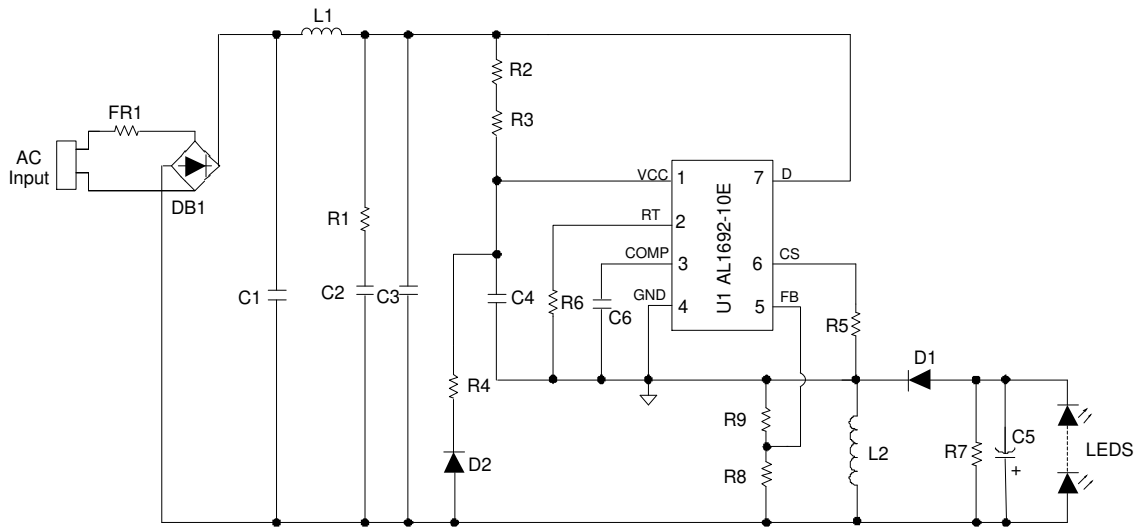 L1
R2
FR1
R3
AC
Input
VCC 1 7 D
DB1
R1
RT 2
U1 AL1692-10E
COMP 3 6 CS
C1 C2 C3 C4 R6 C6
GND 4 5 FB
R5
D1
R4
R9
L2 R7 C5 LEDS
D2 R8 +